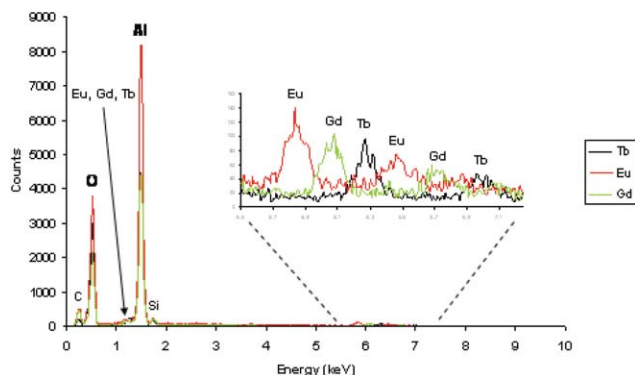 9000
8000
7000
6000
5000
4000
3000
2000
1000
0
Counts
Al
Eu, Gd, Tb
O
C
Si
Eu
Gd
Tb
Eu
Gd
Tb
0 1 2 3 4 5 6 7 8 9 10
Energy (keV)
Tb
Eu
Gd